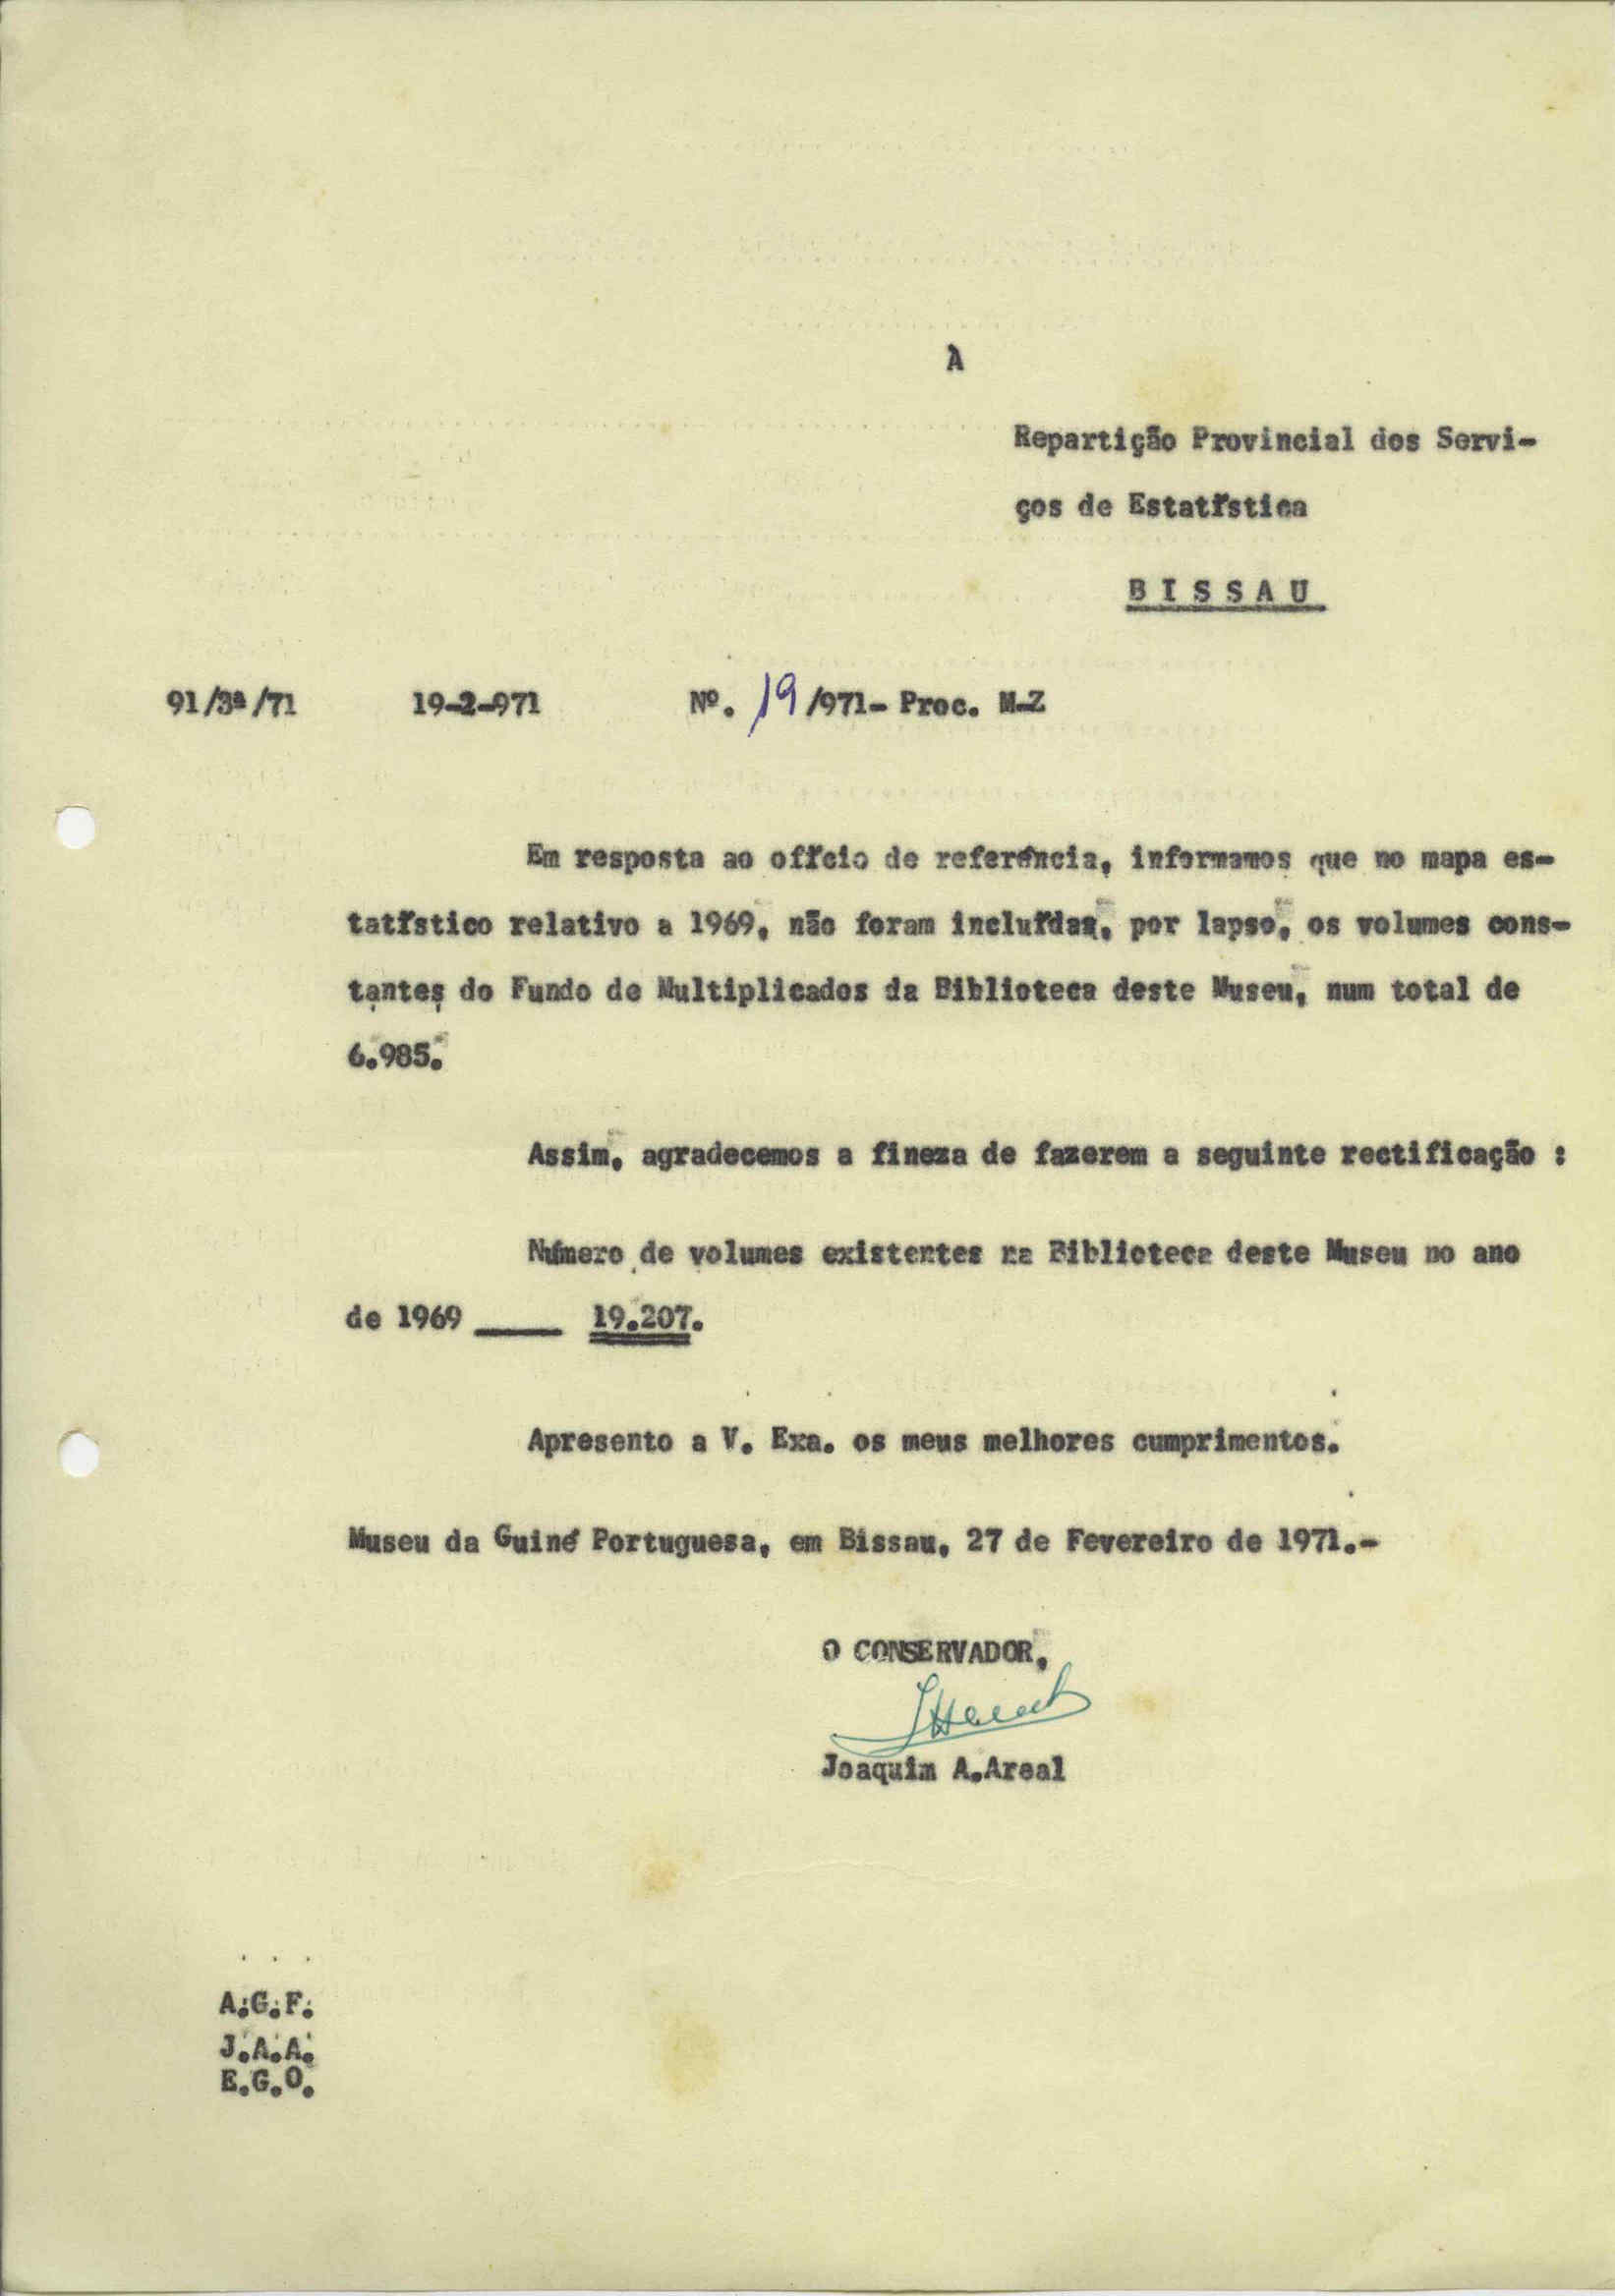 À
Repartição Provincial dos Servi-
ços de Estatística
BISSAU
91/3ª/71 19-2-971 Nº. 19/971- Proc. M-Z
Em resposta ao ofício de referência, informamos que no mapa es-
tatístico relativo a 1969, não foram incluídas, por lapso, os volumes cons-
tantes do Fundo de Multiplicados da Biblioteca deste Museu, num total de
6.985.
Assim, agradecemos a fineza de fazerem a seguinte rectificação :
Número de volumes existentes na Biblioteca deste Museu no ano
de 1969 ____ 19.207.
Apresento a V. Exa. os meus melhores cumprimentos.
Museu da Guiné Portuguesa, em Bissau, 27 de Fevereiro de 1971.-
O CONSERVADOR,
Joaquim A.Areal
A.G.F.
J.A.A.
E.G.O.